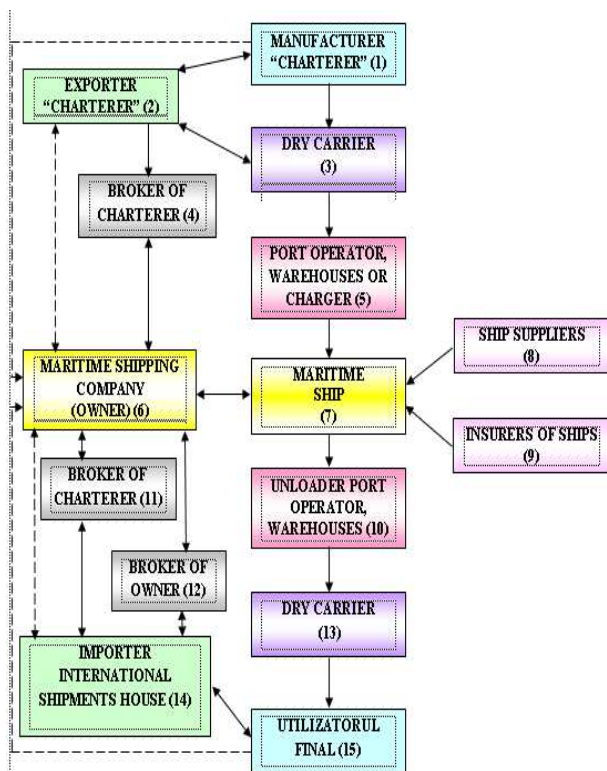 MANUFACTURER
“CHARTERER” (1)
EXPORTER
“CHARTERER” (2)
DRY CARRIER
(3)
BROKER OF
CHARTERER (4)
PORT OPERATOR,
WAREHOUSES OR
CHARGER (5)
MARITIME SHIPPING
COMPANY
(OWNER) (6)
MARITIME
SHIP
(7)
SHIP SUPPLIERS
(8)
INSURERS OF SHIPS
(9)
UNLOADER PORT
OPERATOR,
WAREHOUSES (10)
BROKER OF
CHARTERER (11)
BROKER OF
OWNER (12)
DRY CARRIER
(13)
IMPORTER
INTERNATIONAL
SHIPMENTS HOUSE (14)
UTILIZATORUL
FINAL (15)